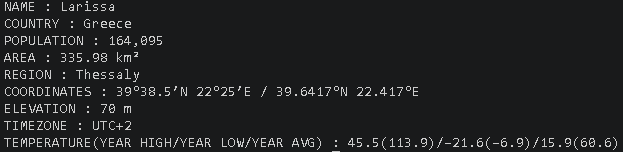 NAME : Larissa
COUNTRY : Greece
POPULATION : 164,095
AREA : 335.98 km²
REGION : Thessaly
COORDINATES : 39°38.5′N 22°25′E / 39.6417°N 22.417°E
ELEVATION : 70 m
TIMEZONE : UTC+2
TEMPERATURE(YEAR HIGH/YEAR LOW/YEAR AVG) : 45.5(113.9)/-21.6(-6.9)/15.9(60.6)